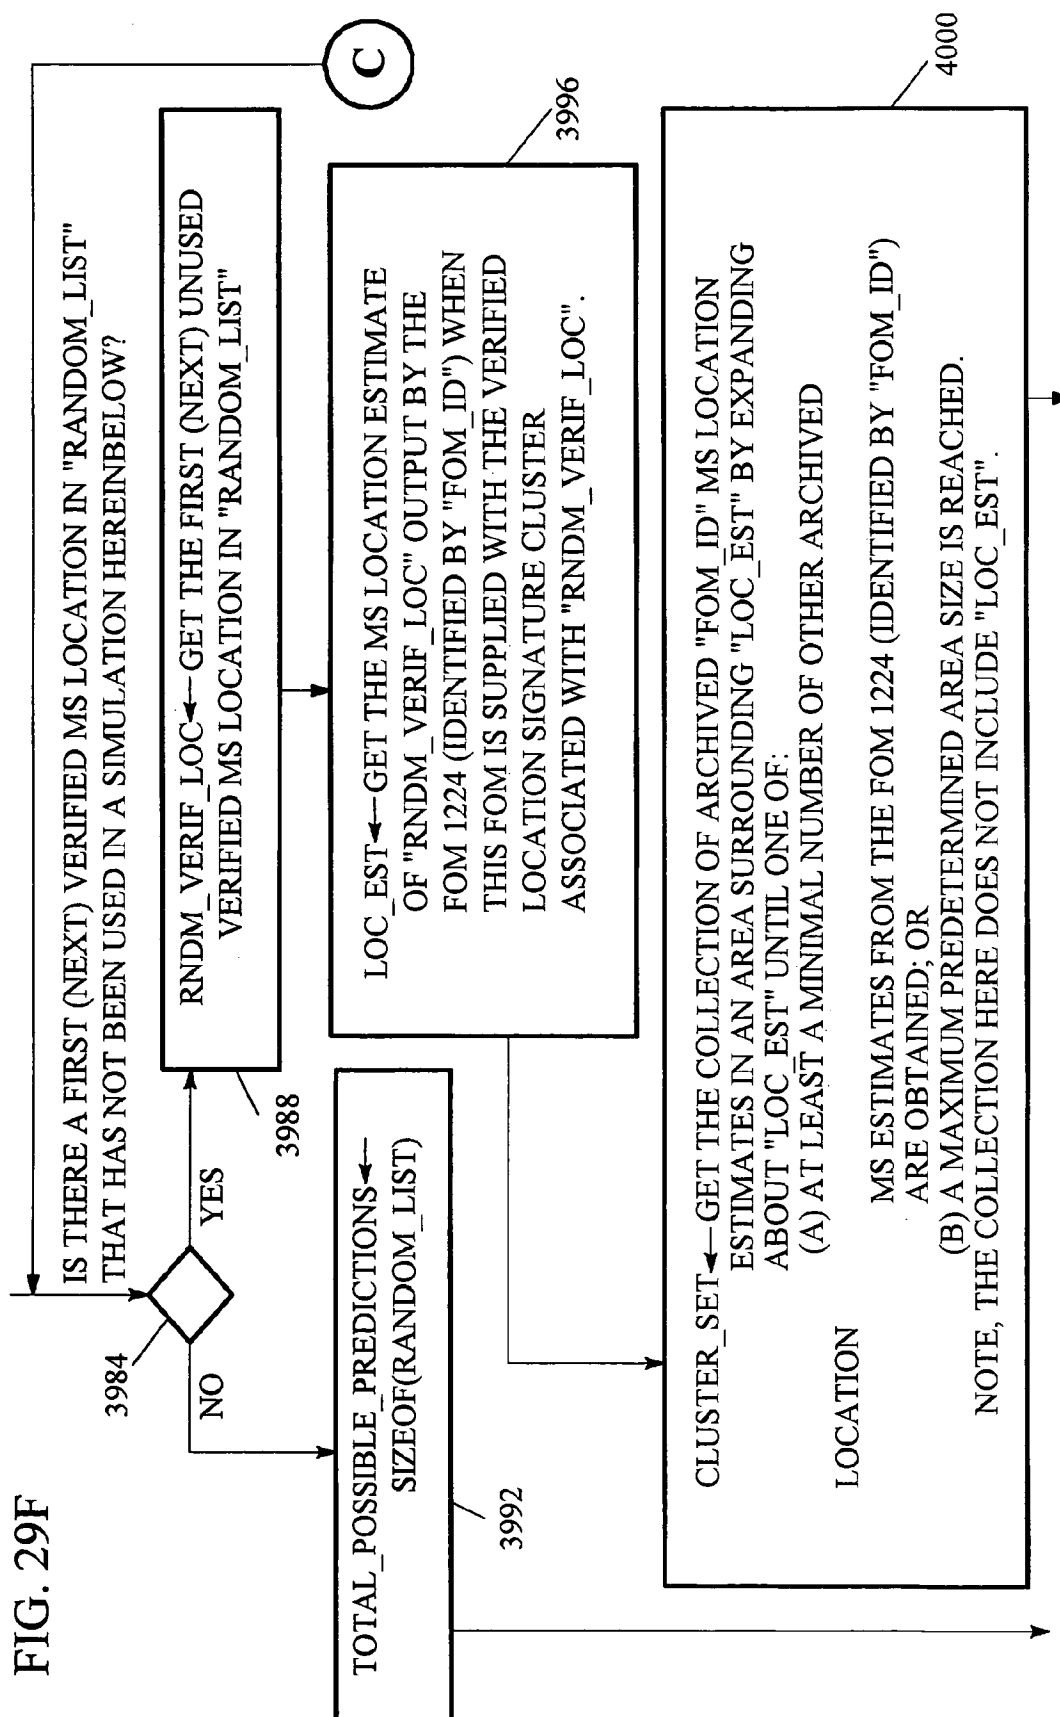 FIG. 29F
C
IS THERE A FIRST (NEXT) VERIFIED MS LOCATION IN "RANDOM_LIST"
THAT HAS NOT BEEN USED IN A SIMULATION HEREINBELOW?
3984
NO
YES
RNDM_VERIF_LOC←GET THE FIRST (NEXT) UNUSED
VERIFIED MS LOCATION IN "RANDOM_LIST"
3988
TOTAL_POSSIBLE_PREDICTIONS←
SIZEOF(RANDOM_LIST)
3992
LOC_EST←GET THE MS LOCATION ESTIMATE
OF "RNDM_VERIF_LOC" OUTPUT BY THE
FOM 1224 (IDENTIFIED BY "FOM_ID") WHEN
THIS FOM IS SUPPLIED WITH THE VERIFIED
LOCATION SIGNATURE CLUSTER
ASSOCIATED WITH "RNDM_VERIF_LOC".
3996
CLUSTER_SET←GET THE COLLECTION OF ARCHIVED "FOM_ID" MS LOCATION
ESTIMATES IN AN AREA SURROUNDING "LOC_EST" BY EXPANDING
ABOUT "LOC_EST" UNTIL ONE OF:
(A) AT LEAST A MINIMAL NUMBER OF OTHER ARCHIVED
LOCATION
MS ESTIMATES FROM THE FOM 1224 (IDENTIFIED BY "FOM_ID")
ARE OBTAINED; OR
(B) A MAXIMUM PREDETERMINED AREA SIZE IS REACHED.
NOTE, THE COLLECTION HERE DOES NOT INCLUDE "LOC_EST".
4000